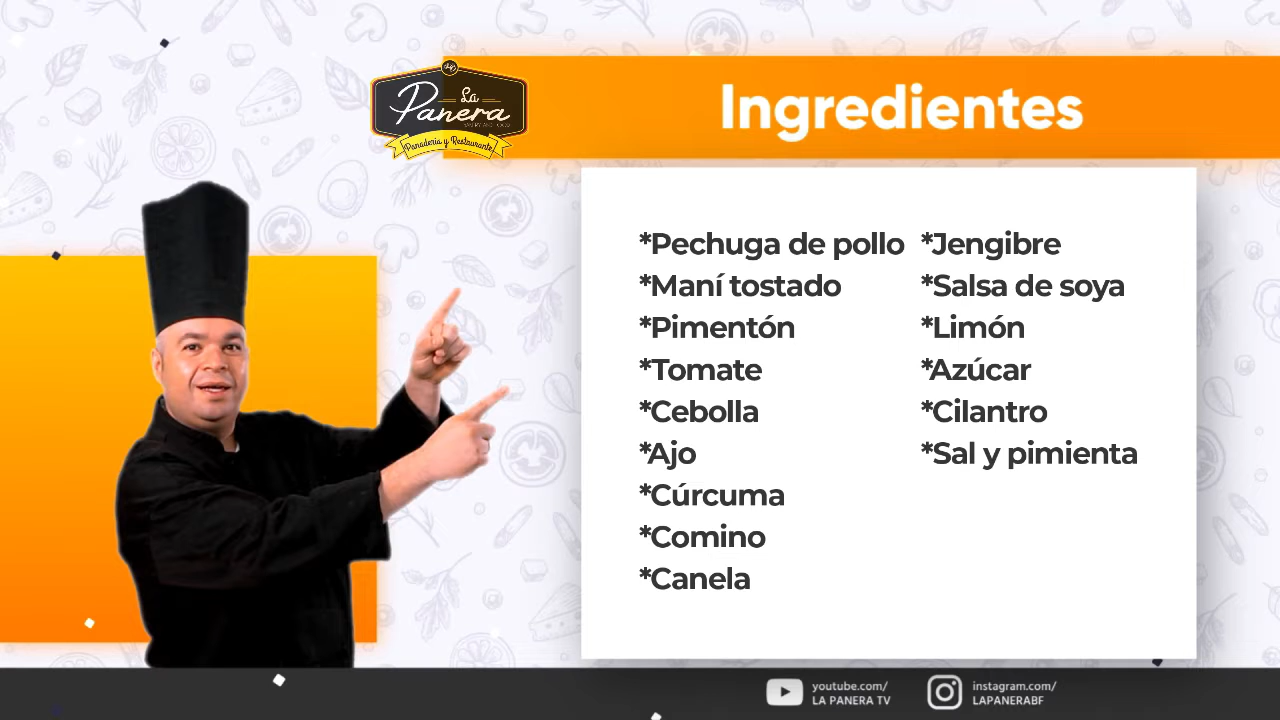 La
Panera
Panadería y Restaurante
Ingredientes
*Pechuga de pollo
*Maní tostado
*Pimentón
*Tomate
*Cebolla
*Ajo
*Cúrcuma
*Comino
*Canela
*Jengibre
*Salsa de soya
*Limón
*Azúcar
*Cilantro
*Sal y pimienta
youtube.com/
LA PANERA TV
instagram.com/
LAPANERABF